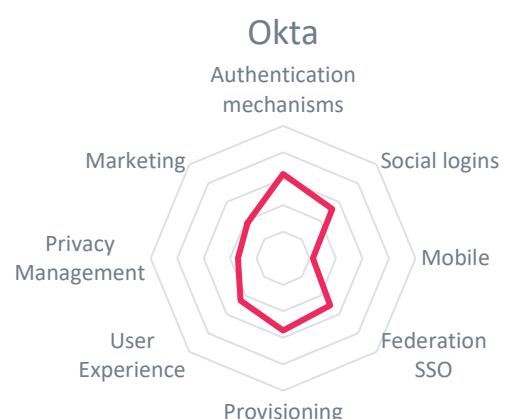 Okta
Authentication
mechanisms
Marketing
Social logins
Privacy
Management
Mobile
User
Experience
Federation
SSO
Provisioning